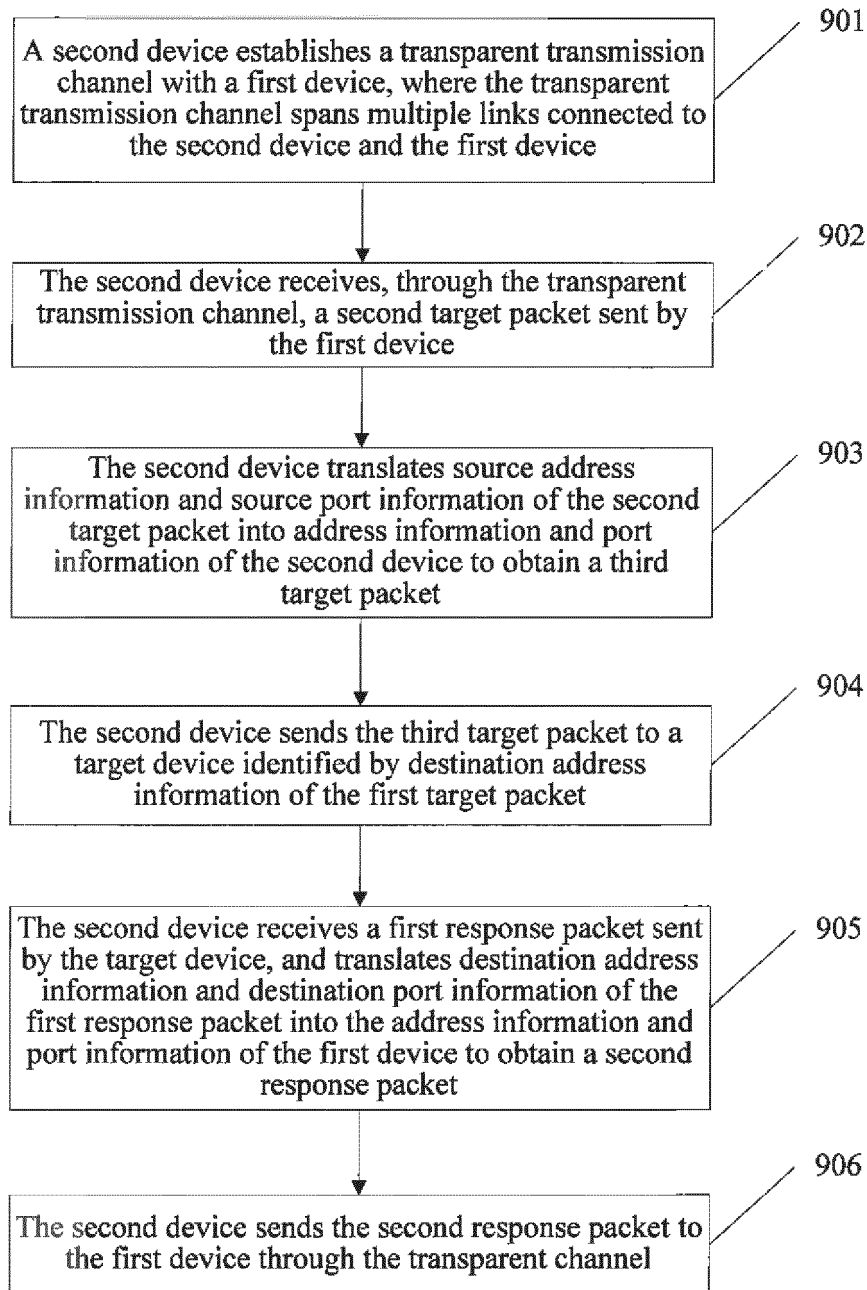 901
A second device establishes a transparent transmission
channel with a first device, where the transparent
transmission channel spans multiple links connected to
the second device and the first device
902
The second device receives, through the transparent
transmission channel, a second target packet sent by
the first device
903
The second device translates source address
information and source port information of the second
target packet into address information and port
information of the second device to obtain a third
target packet
904
The second device sends the third target packet to a
target device identified by destination address
information of the first target packet
905
The second device receives a first response packet sent
by the target device, and translates destination address
information and destination port information of the
first response packet into the address information and
port information of the first device to obtain a second
response packet
906
The second device sends the second response packet to
the first device through the transparent channel